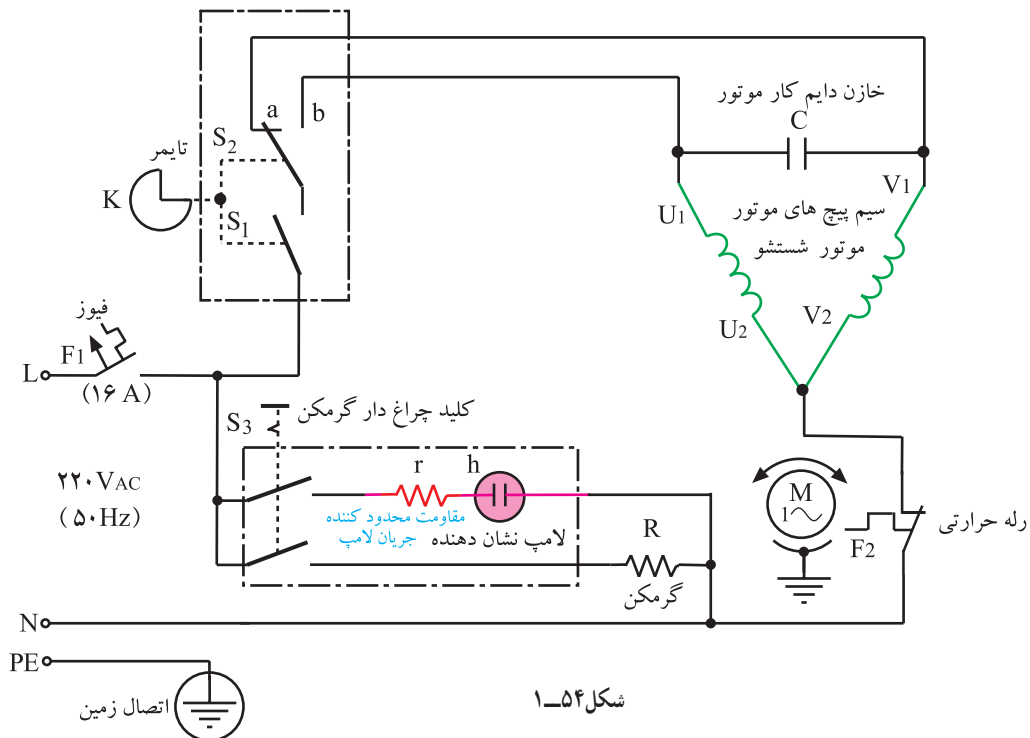 a
b
S2
تایمر
K
S1
خازن دایم کار موتور
C
V1
U1
سیم پیچ های موتور
موتور شستشو
U2
V2
فیوز
F1
L
(۱۶ A)
S3
کلید چراغ دار گرمکن
۲۲۰VAC
(۵۰Hz)
r
h
مقاومت محدود کننده
جریان لامپ
لامپ نشان دهنده
R
گرمکن
M
1
رله حرارتی
F2
N
PE
اتصال زمین
شکل۵۴ــ۱